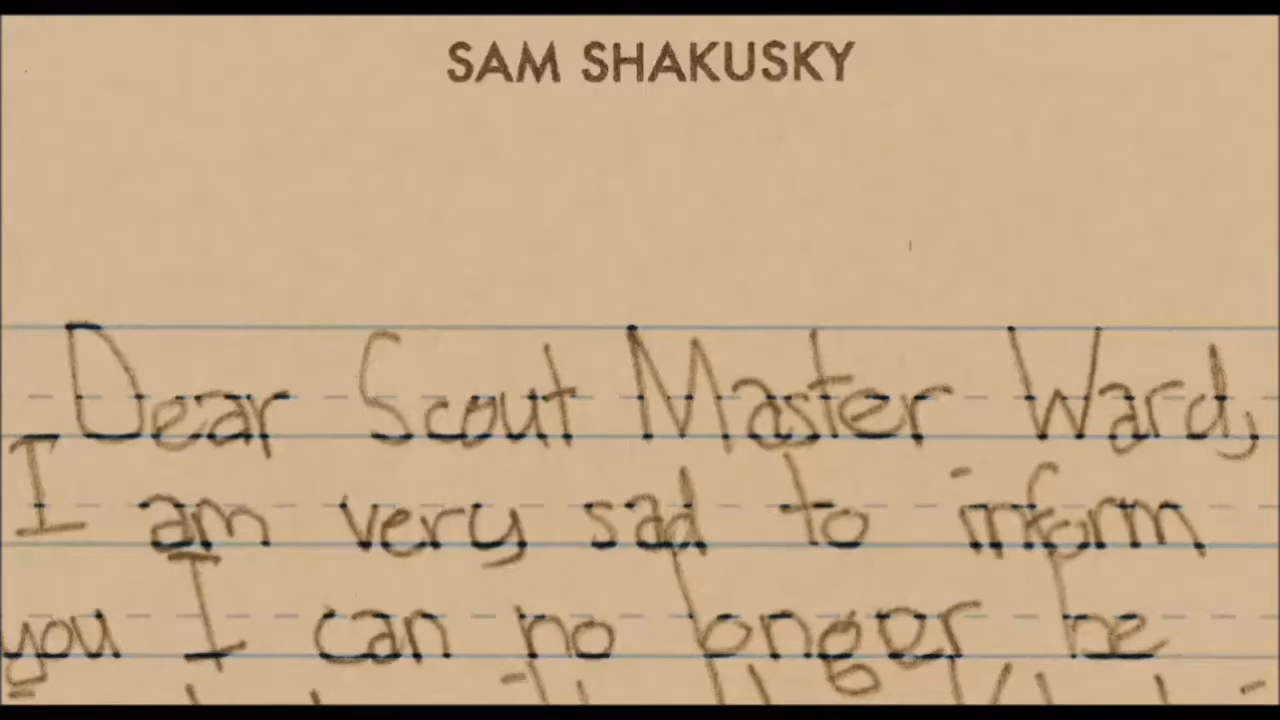 SAM SHAKUSKY
Dear Scout Master Ward,
I am very sad to inform
you I can no longer be